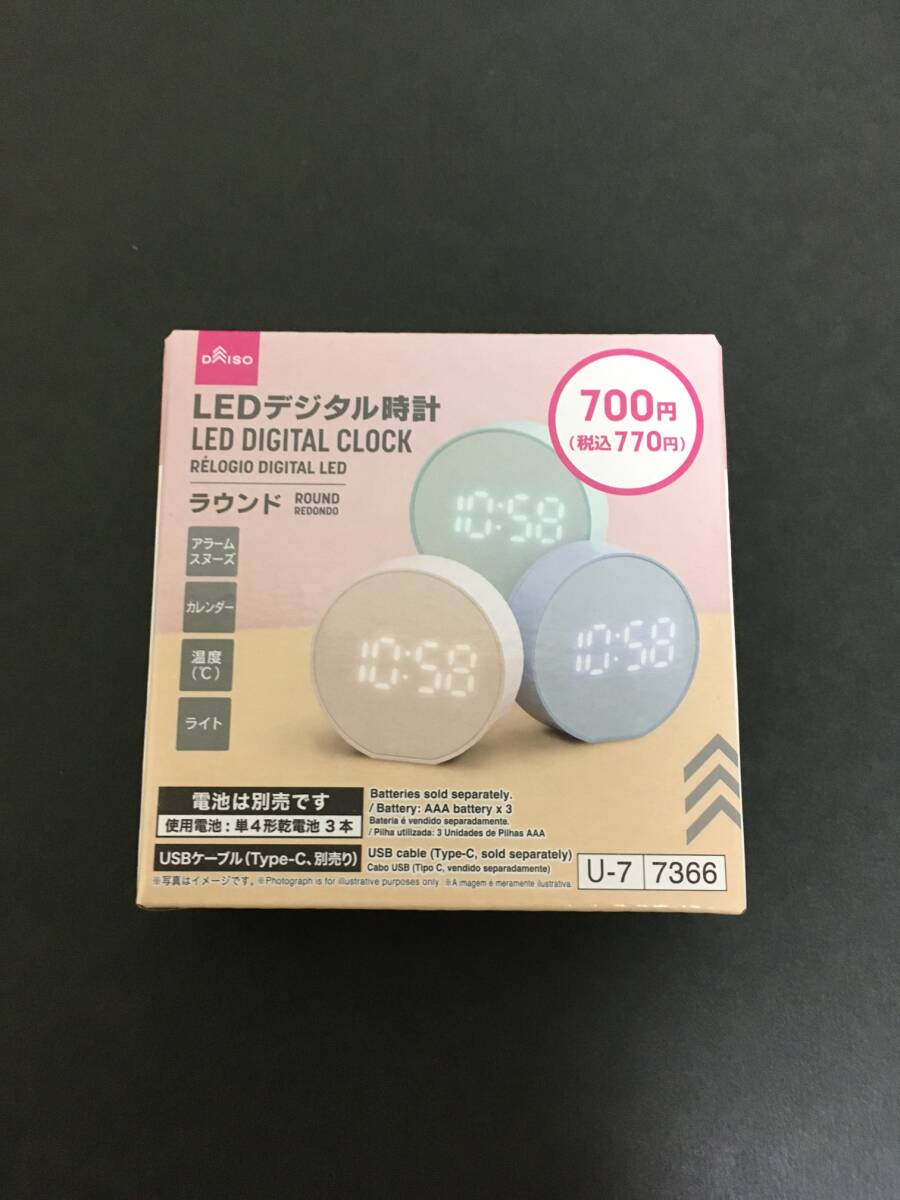 DAISO
LEDデジタル時計
LED DIGITAL CLOCK
RÉLOGIO DIGITAL LED
ラウンド ROUND
REDONDO
700円
(税込770円)
アラーム
スヌーズ
カレンダー
温度
(℃)
ライト
10:58
10:58
10:58
電池は別売です
使用電池:単4形乾電池 3本
Batteries sold separately.
/ Battery: AAA battery x 3
Bateria é vendido separadamente.
/ Pilha utilizada: 3 Unidades de Pilhas AAA
USBケーブル(Type-C、別売り)
USB cable (Type-C, sold separately)
Cabo USB (Tipo C, vendido separadamente)
※写真はイメージです。 ※Photograph is for illustrative purposes only. ※A imagem é meramente ilustrativa.
U-7 7366